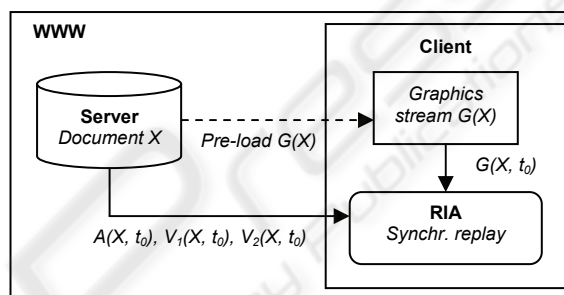 WWW
Client
Server
Document X
Pre-load G(X)
Graphics
stream G(X)
G(X, t₀)
RIA
Synchr. replay
A(X, t₀), V₁(X, t₀), V₂(X, t₀)